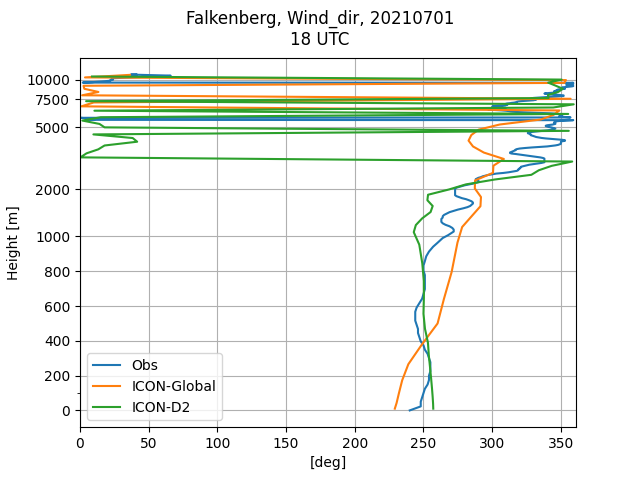 Falkenberg, Wind_dir, 20210701
18 UTC
10000
7500
5000
2000
1000
800
600
400
200
0
Height [m]
Obs
ICON-Global
ICON-D2
0 50 100 150 200 250 300 350
[deg]